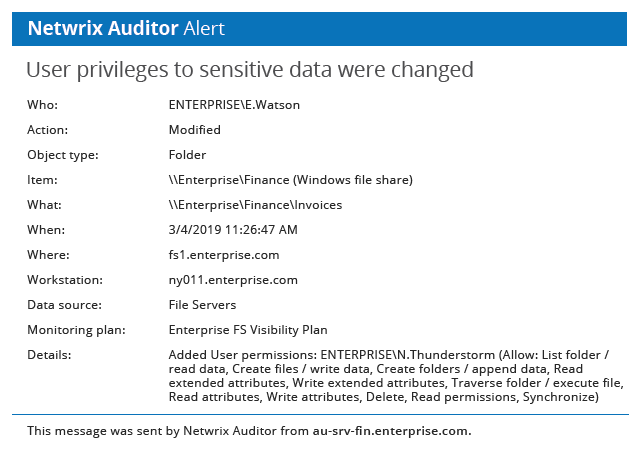 Netwrix Auditor Alert
User privileges to sensitive data were changed
Who: ENTERPRISE\E.Watson
Action: Modified
Object type: Folder
Item: \\Enterprise\Finance (Windows file share)
What: \\Enterprise\Finance\Invoices
When: 3/4/2019 11:26:47 AM
Where: fs1.enterprise.com
Workstation: ny011.enterprise.com
Data source: File Servers
Monitoring plan: Enterprise FS Visibility Plan
Details: Added User permissions: ENTERPRISE\N.Thunderstorm (Allow: List folder /
read data, Create files / write data, Create folders / append data, Read
extended attributes, Write extended attributes, Traverse folder / execute file,
Read attributes, Write attributes, Delete, Read permissions, Synchronize)
This message was sent by Netwrix Auditor from au-srv-fin.enterprise.com.